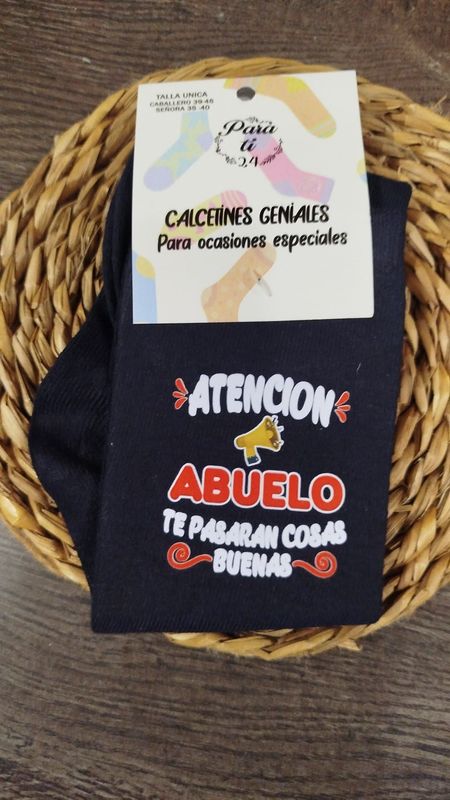 TALLA UNICA
CABALLERO 39-45
SEÑORA 35-40
Para
ti
24
CALCETINES GENIALES
Para ocasiones especiales
ATENCION
ABUELO
TE PASARAN COSAS
BUENAS